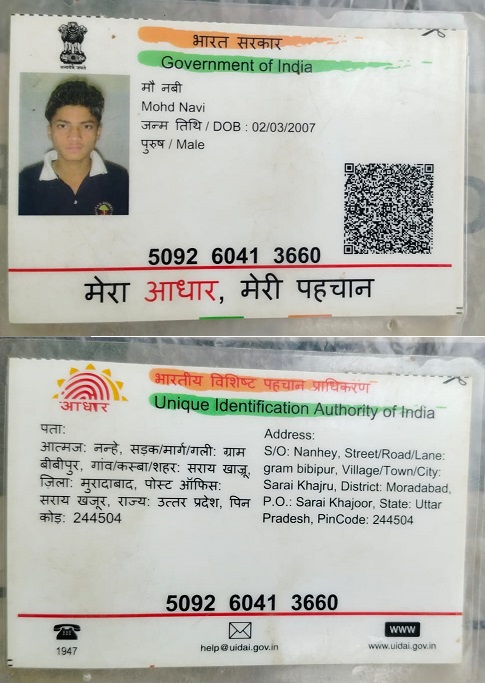 भारत सरकार
Government of India
मौ नबी
Mohd Navi
जन्म तिथि / DOB : 02/03/2007
पुरुष / Male
5092 6041 3660
मेरा आधार, मेरी पहचान
भारतीय विशिष्ट पहचान प्राधिकरण
आधार
Unique Identification Authority of India
पता:
आत्मज: नन्हे, सड़क/मार्ग/गली: ग्राम
बीबीपुर, गांव/कस्बा/शहर: सराय खाजू,
ज़िला: मुरादाबाद, पोस्ट ऑफिस:
सराय खजूर, राज्य: उत्तर प्रदेश, पिन
कोड: 244504
Address:
S/O: Nanhey, Street/Road/Lane:
gram bibipur, Village/Town/City:
Sarai Khajru, District: Moradabad,
P.O.: Sarai Khajoor, State: Uttar
Pradesh, PinCode: 244504
5092 6041 3660
1947
help@uidai.gov.in
www
www.uidai.gov.in